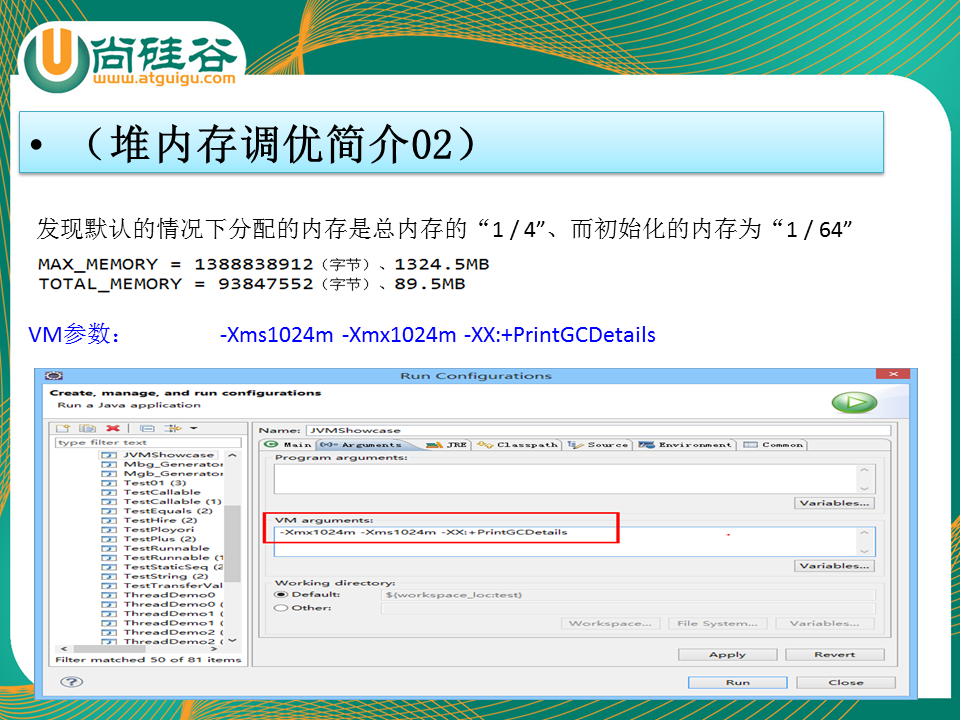 尚硅谷
www.atguigu.com
• （堆内存调优简介02）
发现默认的情况下分配的内存是总内存的“1 / 4”、而初始化的内存为“1 / 64”
MAX_MEMORY = 1388838912（字节）、1324.5MB
TOTAL_MEMORY = 93847552（字节）、89.5MB
VM参数： -Xms1024m -Xmx1024m -XX:+PrintGCDetails
Run Configurations
Create, manage, and run configurations
Run a Java application
type filter text
JVMShowcase
Mbg_Generator
Mgb_Generator
Test01 (3)
TestCallable
TestCallable (1)
TestEquals (2)
TestHire (2)
TestPloyori
TestPlus (2)
TestRunnable
TestRunnable (1
TestStaticSeq (2
TestString (2)
TestTransferVal
ThreadDemo0
ThreadDemo0 (
ThreadDemo1 (
ThreadDemo1 (
ThreadDemo2 (
ThreadDemo2 (
Filter matched 50 of 81 items
Name: JVMShowcase
Main (x)= Arguments JRE Classpath Source Environment Common
Program arguments:
Variables...
VM arguments:
-Xmx1024m -Xms1024m -XX:+PrintGCDetails
Variables...
Working directory:
Default: ${workspace_loc:test}
Other:
Workspace... File System... Variables...
Apply Revert
Run Close